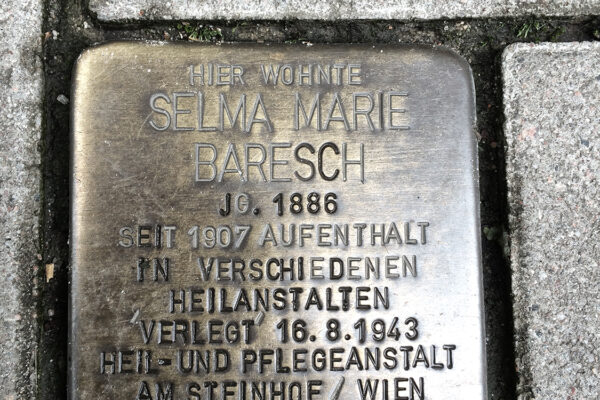 HIER WOHNTE
SELMA MARIE
BARESCH
JG. 1886
SEIT 1907 AUFENTHALT
IN VERSCHIEDENEN
HEILANSTALTEN
'VERLEGT' 16.8.1943
HEIL- UND PFLEGEANSTALT
AM STEINHOF / WIEN